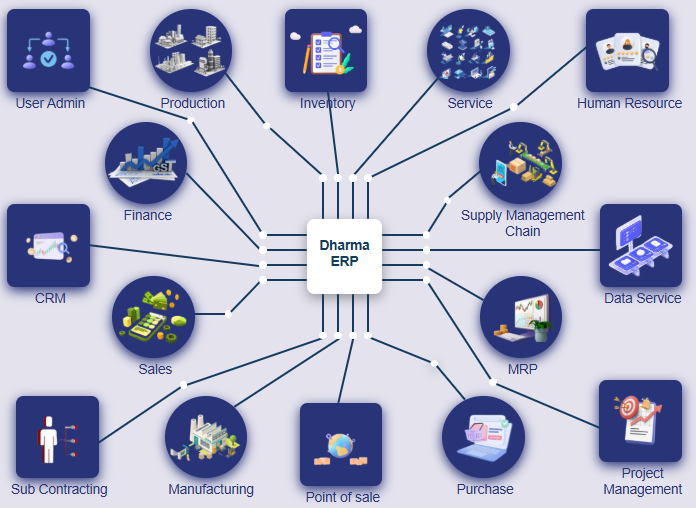 User Admin
Production
Inventory
Service
Human Resource
Finance
GST
Supply Management
Chain
CRM
Dharma
ERP
Data Service
Sales
MRP
Sub Contracting
Manufacturing
Point of sale
Purchase
Project
Management